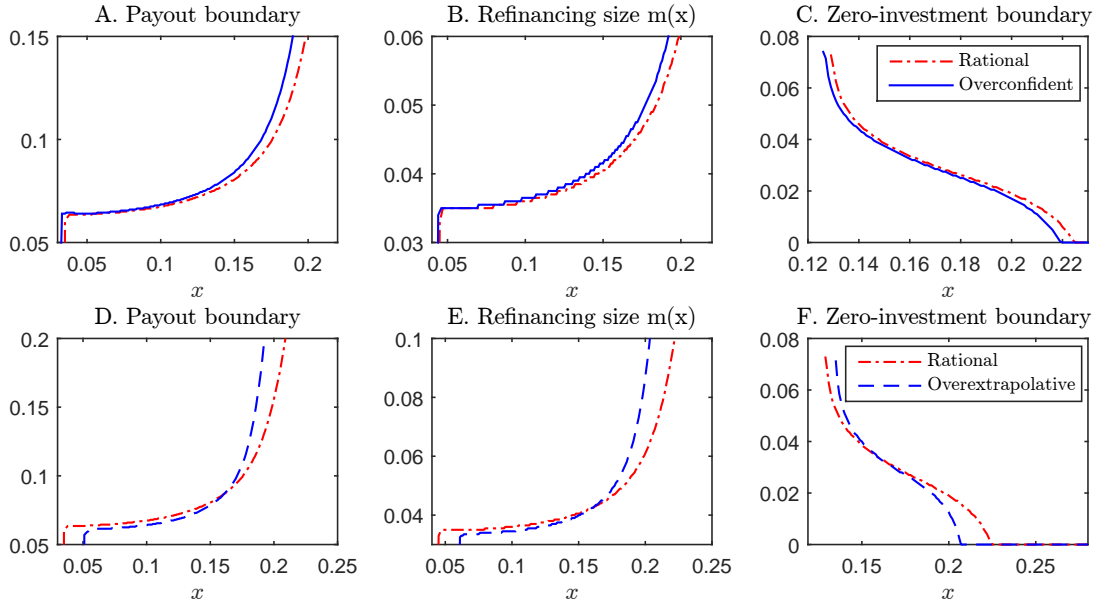 A. Payout boundary
0.15
0.1
0.05
0.05 0.1 0.15 0.2
x
B. Refinancing size m(x)
0.06
0.05
0.04
0.03
0.05 0.1 0.15 0.2
x
C. Zero-investment boundary
0.08
0.06
0.04
0.02
0
0.12 0.14 0.16 0.18 0.2 0.22
x
Rational
Overconfident
D. Payout boundary
0.2
0.15
0.1
0.05
0.05 0.1 0.15 0.2 0.25
x
E. Refinancing size m(x)
0.1
0.08
0.06
0.04
0.05 0.1 0.15 0.2 0.25
x
F. Zero-investment boundary
0.08
0.06
0.04
0.02
0
0.15 0.2 0.25
x
Rational
Overextrapolative